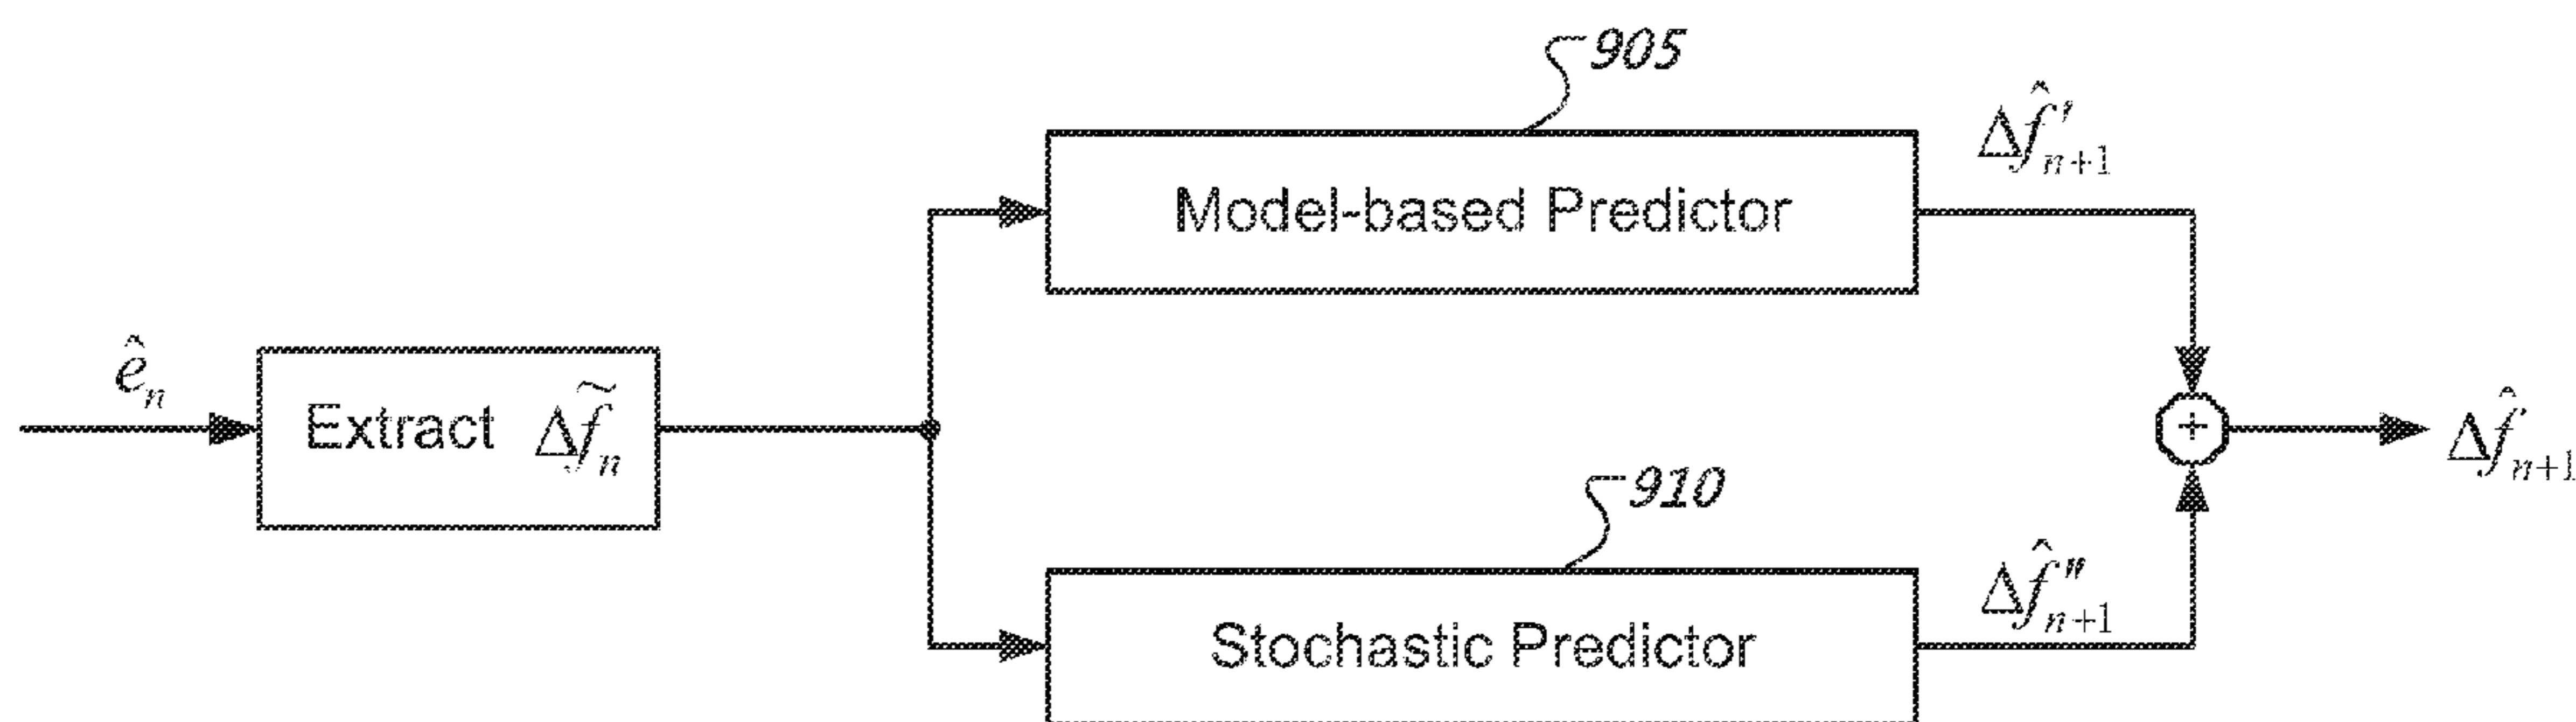 905
Δf̂′ₙ₊₁
Model-based Predictor
êₙ
Extract Δf̃ₙ
+
Δf̂ₙ₊₁
910
Δf̂″ₙ₊₁
Stochastic Predictor